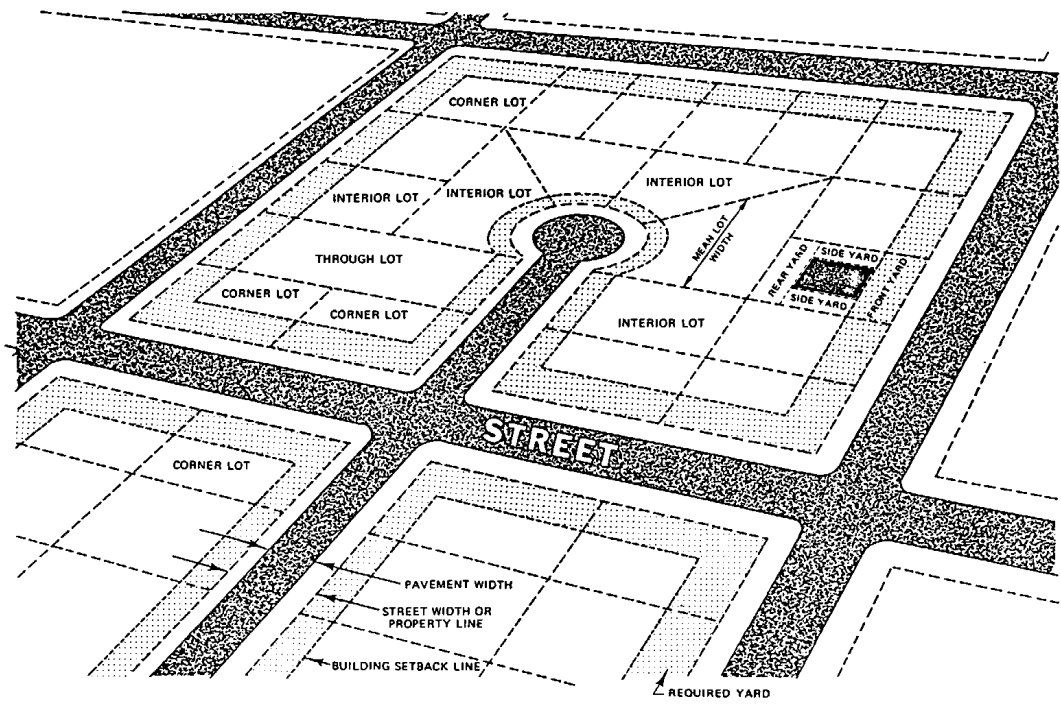 CORNER LOT
INTERIOR LOT
INTERIOR LOT
INTERIOR LOT
MEAN LOT
WIDTH
THROUGH LOT
REAR YARD
SIDE YARD
SIDE YARD
FRONT YARD
CORNER LOT
CORNER LOT
INTERIOR LOT
STREET
CORNER LOT
PAVEMENT WIDTH
STREET WIDTH OR
PROPERTY LINE
BUILDING SETBACK LINE
REQUIRED YARD